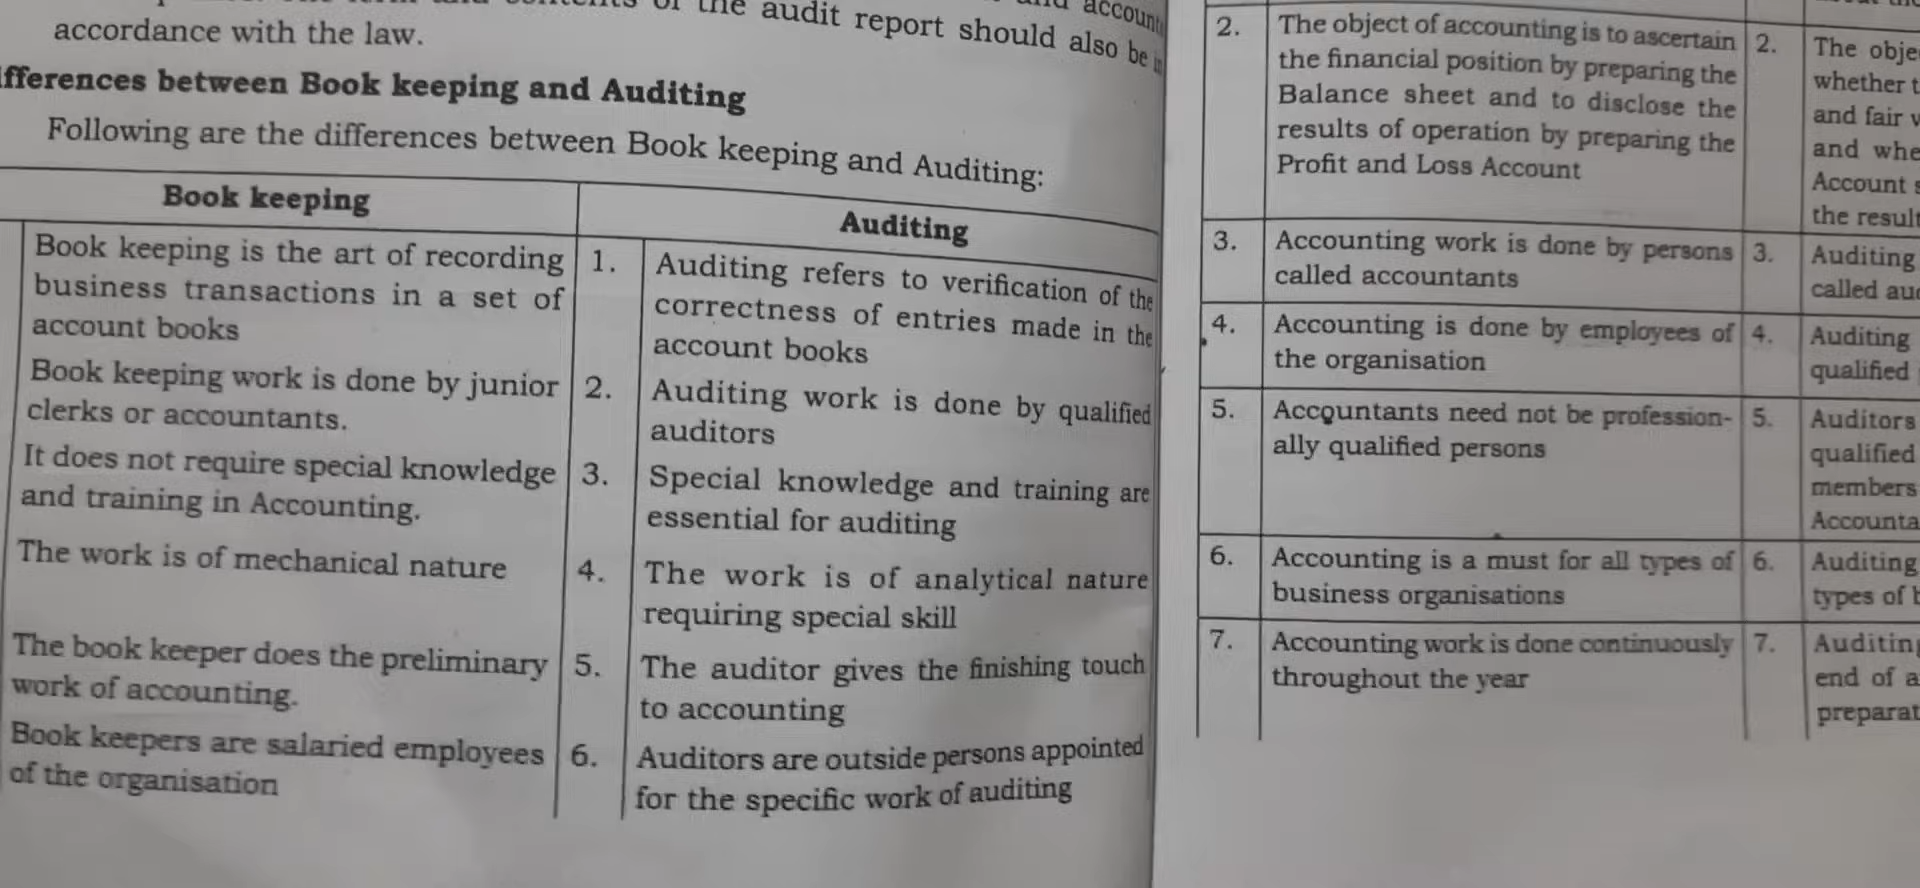 the audit report should also be
accordance with the law.
Differences between Book keeping and Auditing
Following are the differences between Book keeping and Auditing:
Book keeping
Auditing
Book keeping is the art of recording
business transactions in a set of
account books
1. Auditing refers to verification of the
correctness of entries made in the
account books
Book keeping work is done by junior
clerks or accountants.
2. Auditing work is done by qualified
auditors
It does not require special knowledge
and training in Accounting.
3. Special knowledge and training are
essential for auditing
The work is of mechanical nature
4. The work is of analytical nature
requiring special skill
The book keeper does the preliminary
work of accounting.
5. The auditor gives the finishing touch
to accounting
Book keepers are salaried employees
of the organisation
6. Auditors are outside persons appointed
for the specific work of auditing
2. The object of accounting is to ascertain
the financial position by preparing the
Balance sheet and to disclose the
results of operation by preparing the
Profit and Loss Account
2. The
whether
and fair
and
Account
the
3. Accounting work is done by persons
called accountants
3. Auditing
called
4. Accounting is done by employees of
the organisation
4. Auditing
qualified
5. Accountants need not be profession-
ally qualified persons
5. Auditors
qualified
members
6. Accounting is a must for all types of
business organisations
6. Auditing
types of
7. Accounting work is done continuously
throughout the year
7.
end of